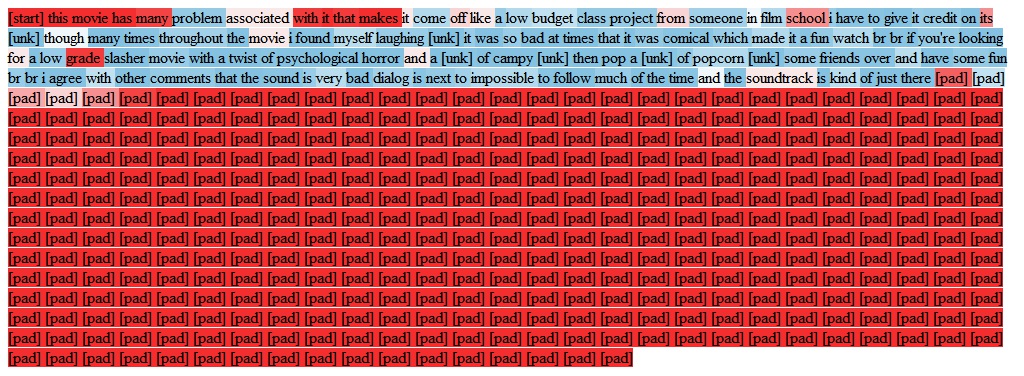 [start] this movie has many problem associated with it that makes it come off like a low budget class project from someone in film school i have to give it credit on its
[unk] though many times throughout the movie i found myself laughing [unk] it was so bad at times that it was comical which made it a fun watch br br if you're looking
for a low grade slasher movie with a twist of psychological horror and a [unk] of campy [unk] then pop a [unk] of popcorn [unk] some friends over and have some fun
br br i agree with other comments that the sound is very bad dialog is next to impossible to follow much of the time and the soundtrack is kind of just there [pad] [pad]
[pad] [pad] [pad] [pad] [pad] [pad] [pad] [pad] [pad] [pad] [pad] [pad] [pad] [pad] [pad] [pad] [pad] [pad] [pad] [pad] [pad] [pad] [pad] [pad] [pad] [pad] [pad]
[pad] [pad] [pad] [pad] [pad] [pad] [pad] [pad] [pad] [pad] [pad] [pad] [pad] [pad] [pad] [pad] [pad] [pad] [pad] [pad] [pad] [pad] [pad] [pad] [pad] [pad] [pad]
[pad] [pad] [pad] [pad] [pad] [pad] [pad] [pad] [pad] [pad] [pad] [pad] [pad] [pad] [pad] [pad] [pad] [pad] [pad] [pad] [pad] [pad] [pad] [pad] [pad] [pad] [pad]
[pad] [pad] [pad] [pad] [pad] [pad] [pad] [pad] [pad] [pad] [pad] [pad] [pad] [pad] [pad] [pad] [pad] [pad] [pad] [pad] [pad] [pad] [pad] [pad] [pad] [pad] [pad]
[pad] [pad] [pad] [pad] [pad] [pad] [pad] [pad] [pad] [pad] [pad] [pad] [pad] [pad] [pad] [pad] [pad] [pad] [pad] [pad] [pad] [pad] [pad] [pad] [pad] [pad] [pad]
[pad] [pad] [pad] [pad] [pad] [pad] [pad] [pad] [pad] [pad] [pad] [pad] [pad] [pad] [pad] [pad] [pad] [pad] [pad] [pad] [pad] [pad] [pad] [pad] [pad] [pad] [pad]
[pad] [pad] [pad] [pad] [pad] [pad] [pad] [pad] [pad] [pad] [pad] [pad] [pad] [pad] [pad] [pad] [pad] [pad] [pad] [pad] [pad] [pad] [pad] [pad] [pad] [pad] [pad]
[pad] [pad] [pad] [pad] [pad] [pad] [pad] [pad] [pad] [pad] [pad] [pad] [pad] [pad] [pad] [pad] [pad] [pad] [pad] [pad] [pad] [pad] [pad] [pad] [pad] [pad] [pad]
[pad] [pad] [pad] [pad] [pad] [pad] [pad] [pad] [pad] [pad] [pad] [pad] [pad] [pad] [pad] [pad] [pad] [pad] [pad] [pad] [pad] [pad] [pad] [pad] [pad] [pad] [pad]
[pad] [pad] [pad] [pad] [pad] [pad] [pad] [pad] [pad] [pad] [pad] [pad] [pad] [pad] [pad] [pad] [pad] [pad] [pad] [pad] [pad] [pad] [pad] [pad] [pad] [pad] [pad]
[pad] [pad] [pad] [pad] [pad] [pad] [pad] [pad] [pad] [pad] [pad] [pad] [pad] [pad] [pad] [pad] [pad] [pad] [pad] [pad] [pad] [pad] [pad] [pad] [pad] [pad] [pad]
[pad] [pad] [pad] [pad] [pad] [pad] [pad] [pad] [pad] [pad] [pad] [pad] [pad] [pad] [pad] [pad] [pad] [pad] [pad] [pad] [pad] [pad] [pad] [pad] [pad] [pad] [pad]
[pad] [pad] [pad] [pad] [pad] [pad] [pad] [pad] [pad] [pad] [pad] [pad] [pad] [pad] [pad] [pad] [pad] [pad] [pad] [pad] [pad] [pad] [pad] [pad] [pad] [pad] [pad]
[pad] [pad] [pad] [pad] [pad] [pad] [pad] [pad] [pad] [pad] [pad] [pad] [pad] [pad] [pad] [pad] [pad]